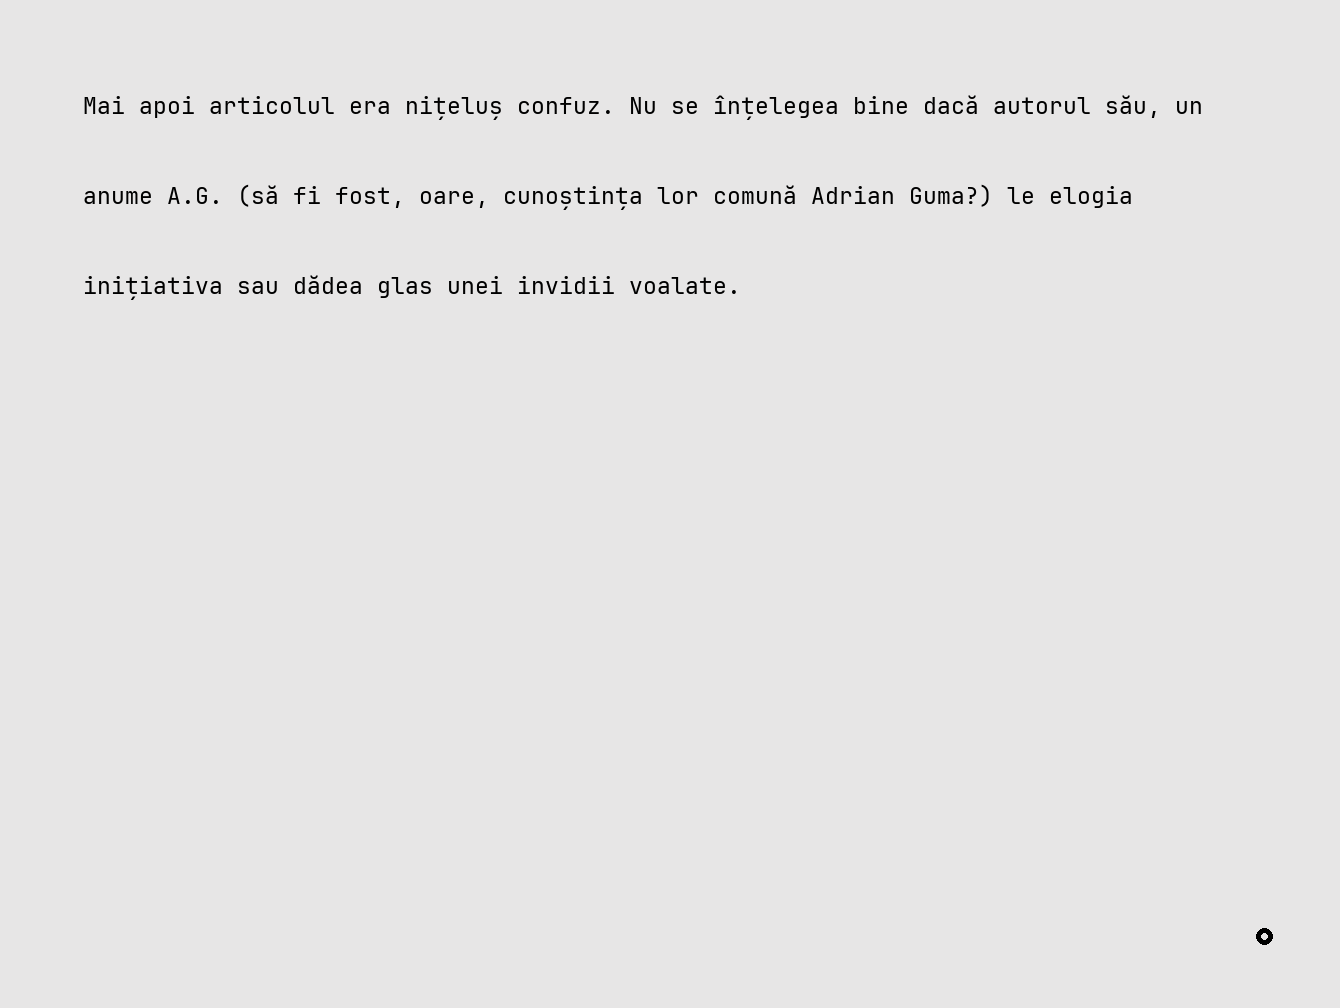 Mai apoi articolul era nițeluș confuz. Nu se înțelegea bine dacă autorul său, un
anume A.G. (să fi fost, oare, cunoștința lor comună Adrian Guma?) le elogia
inițiativa sau dădea glas unei invidii voalate.